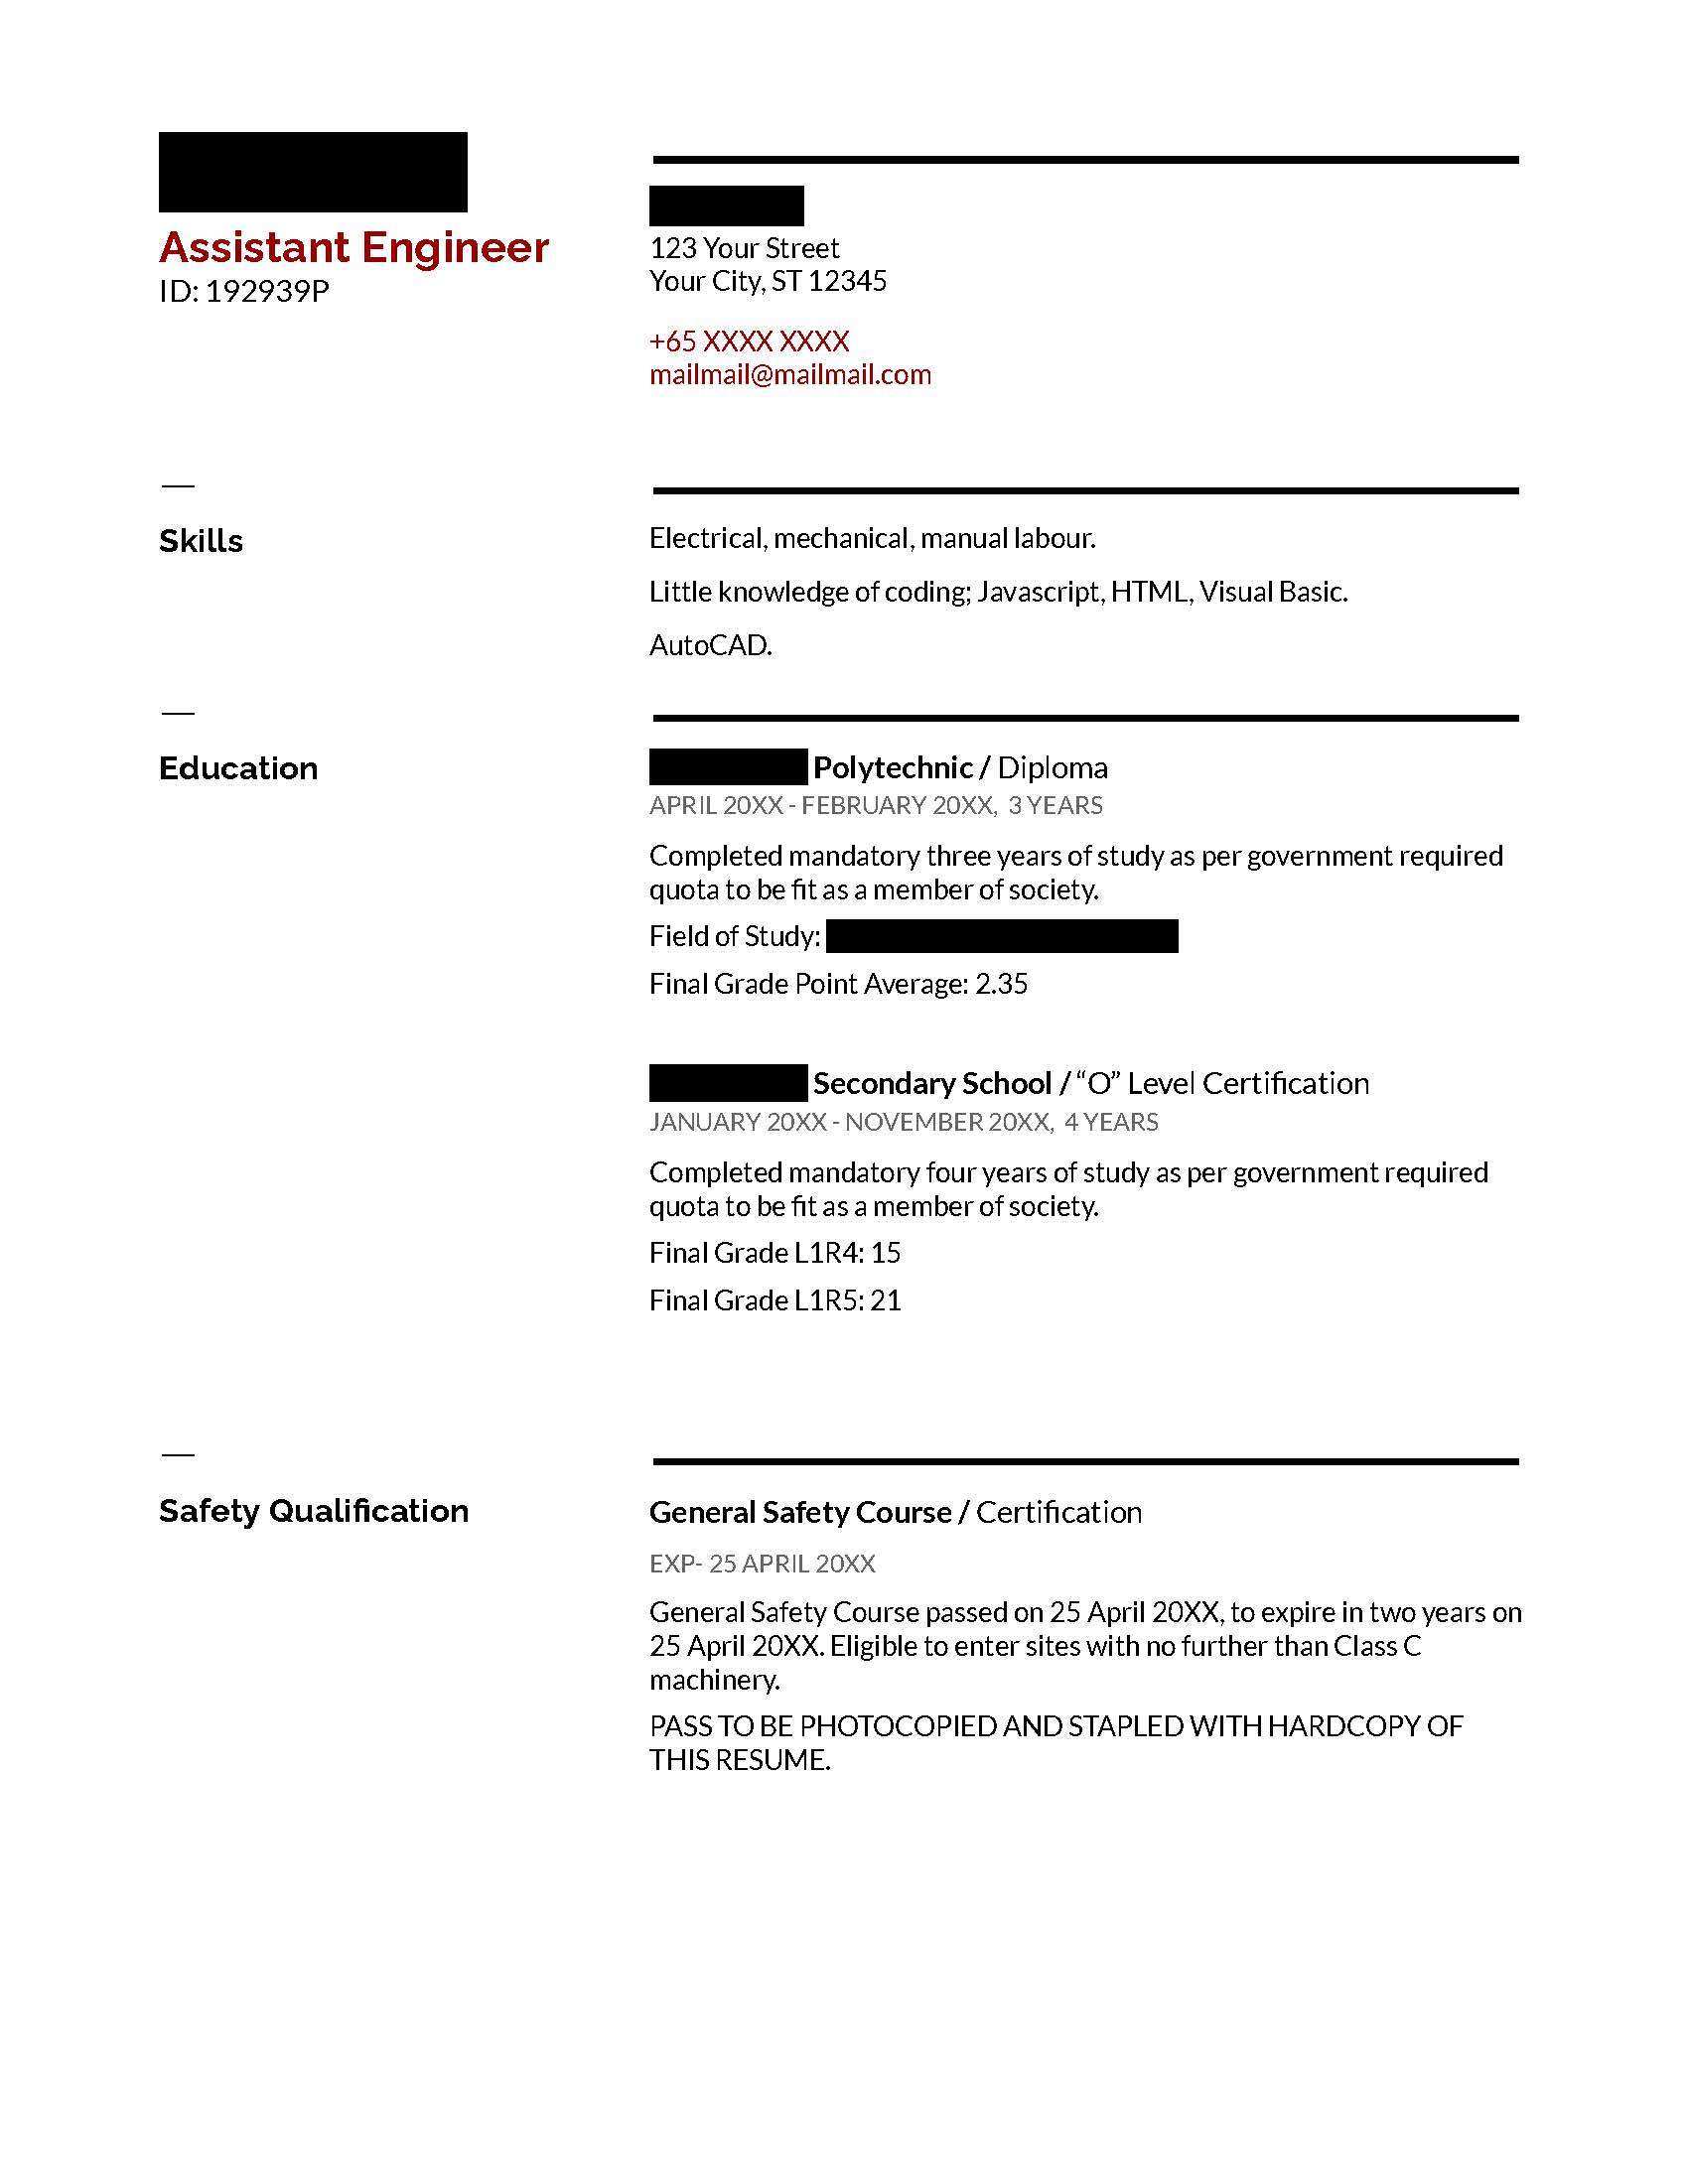 Assistant Engineer
ID: 192939P
123 Your Street
Your City, ST 12345
+65 XXXX XXXX
mailmail@mailmail.com
—
Skills
Electrical, mechanical, manual labour.
Little knowledge of coding; Javascript, HTML, Visual Basic.
AutoCAD.
—
Education
Polytechnic / Diploma
APRIL 20XX - FEBRUARY 20XX, 3 YEARS
Completed mandatory three years of study as per government required
quota to be fit as a member of society.
Field of Study:
Final Grade Point Average: 2.35
Secondary School / “O” Level Certification
JANUARY 20XX - NOVEMBER 20XX, 4 YEARS
Completed mandatory four years of study as per government required
quota to be fit as a member of society.
Final Grade L1R4: 15
Final Grade L1R5: 21
—
Safety Qualification
General Safety Course / Certification
EXP- 25 APRIL 20XX
General Safety Course passed on 25 April 20XX, to expire in two years on
25 April 20XX. Eligible to enter sites with no further than Class C
machinery.
PASS TO BE PHOTOCOPIED AND STAPLED WITH HARDCOPY OF
THIS RESUME.